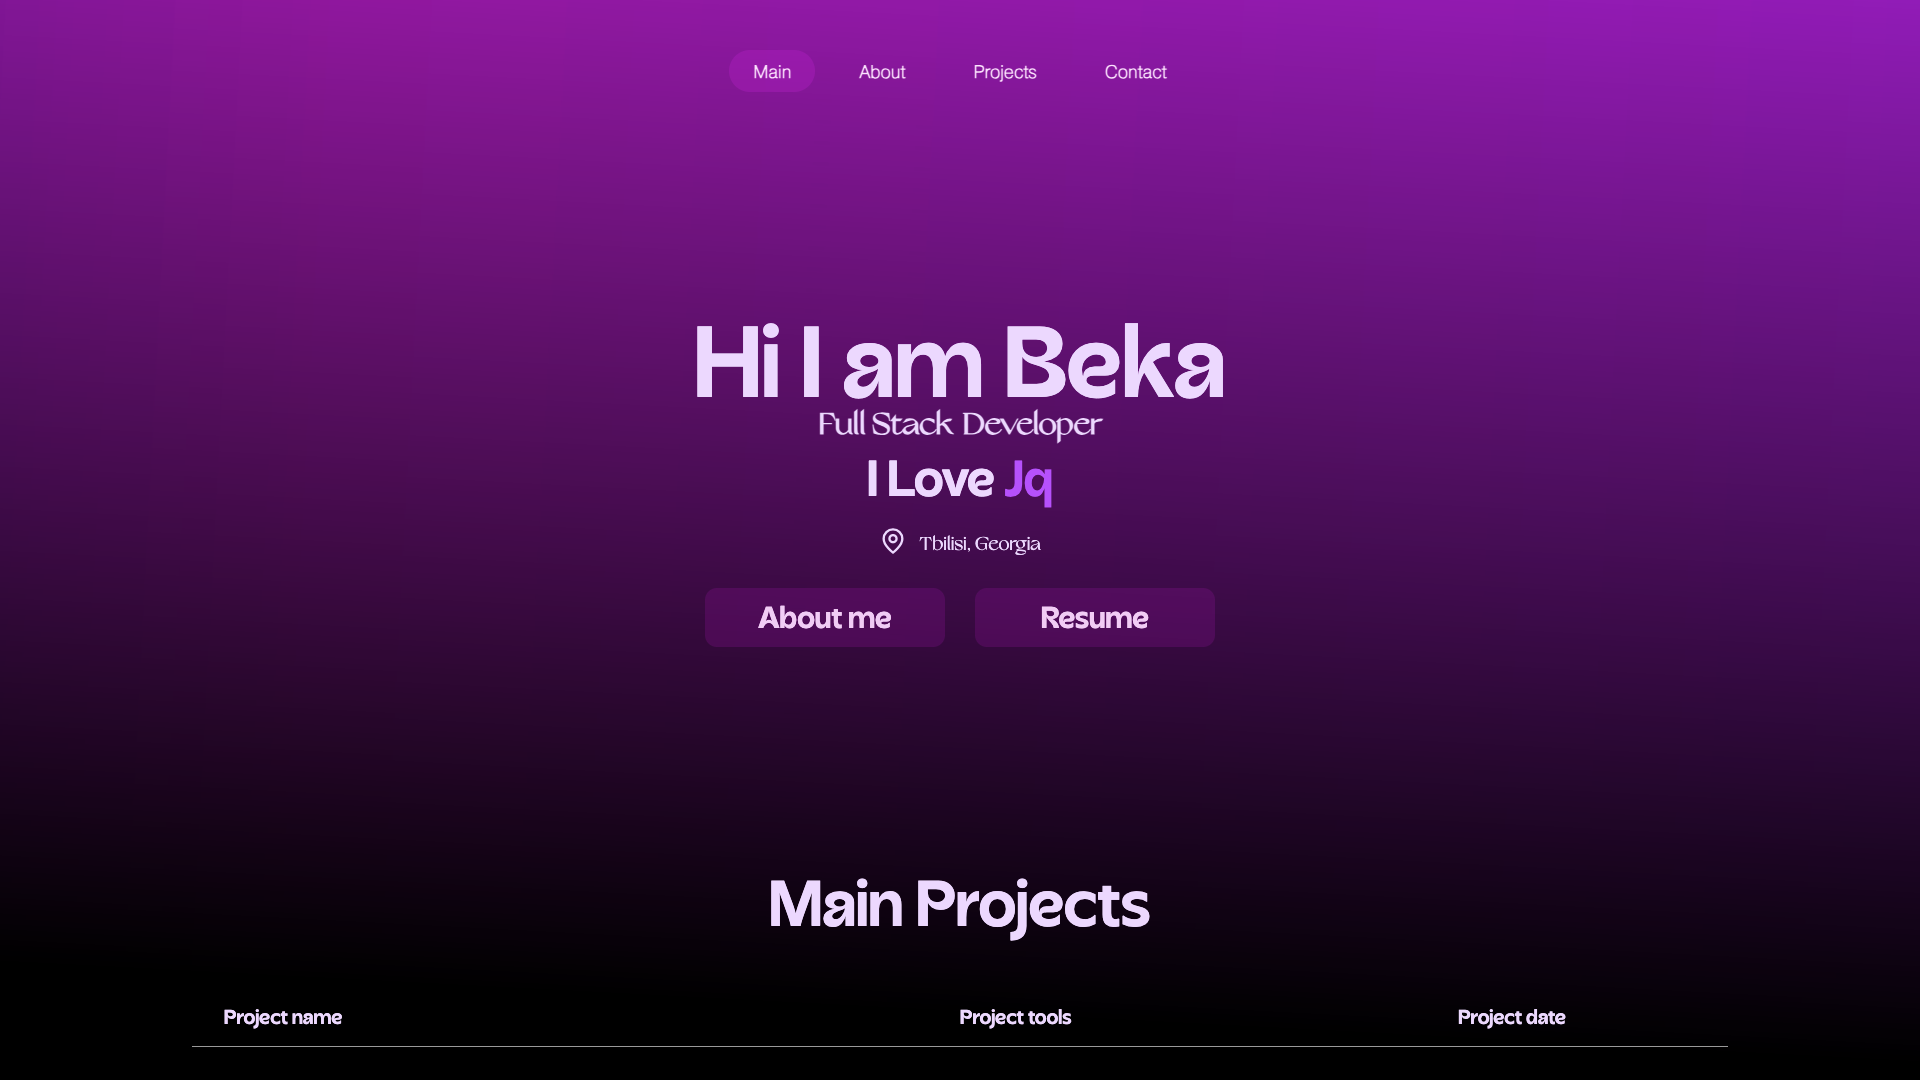 Main About Projects Contact
Hi I am Beka
Full Stack Developer
I Love Jq
Tbilisi, Georgia
About me Resume
Main Projects
Project name Project tools Project date